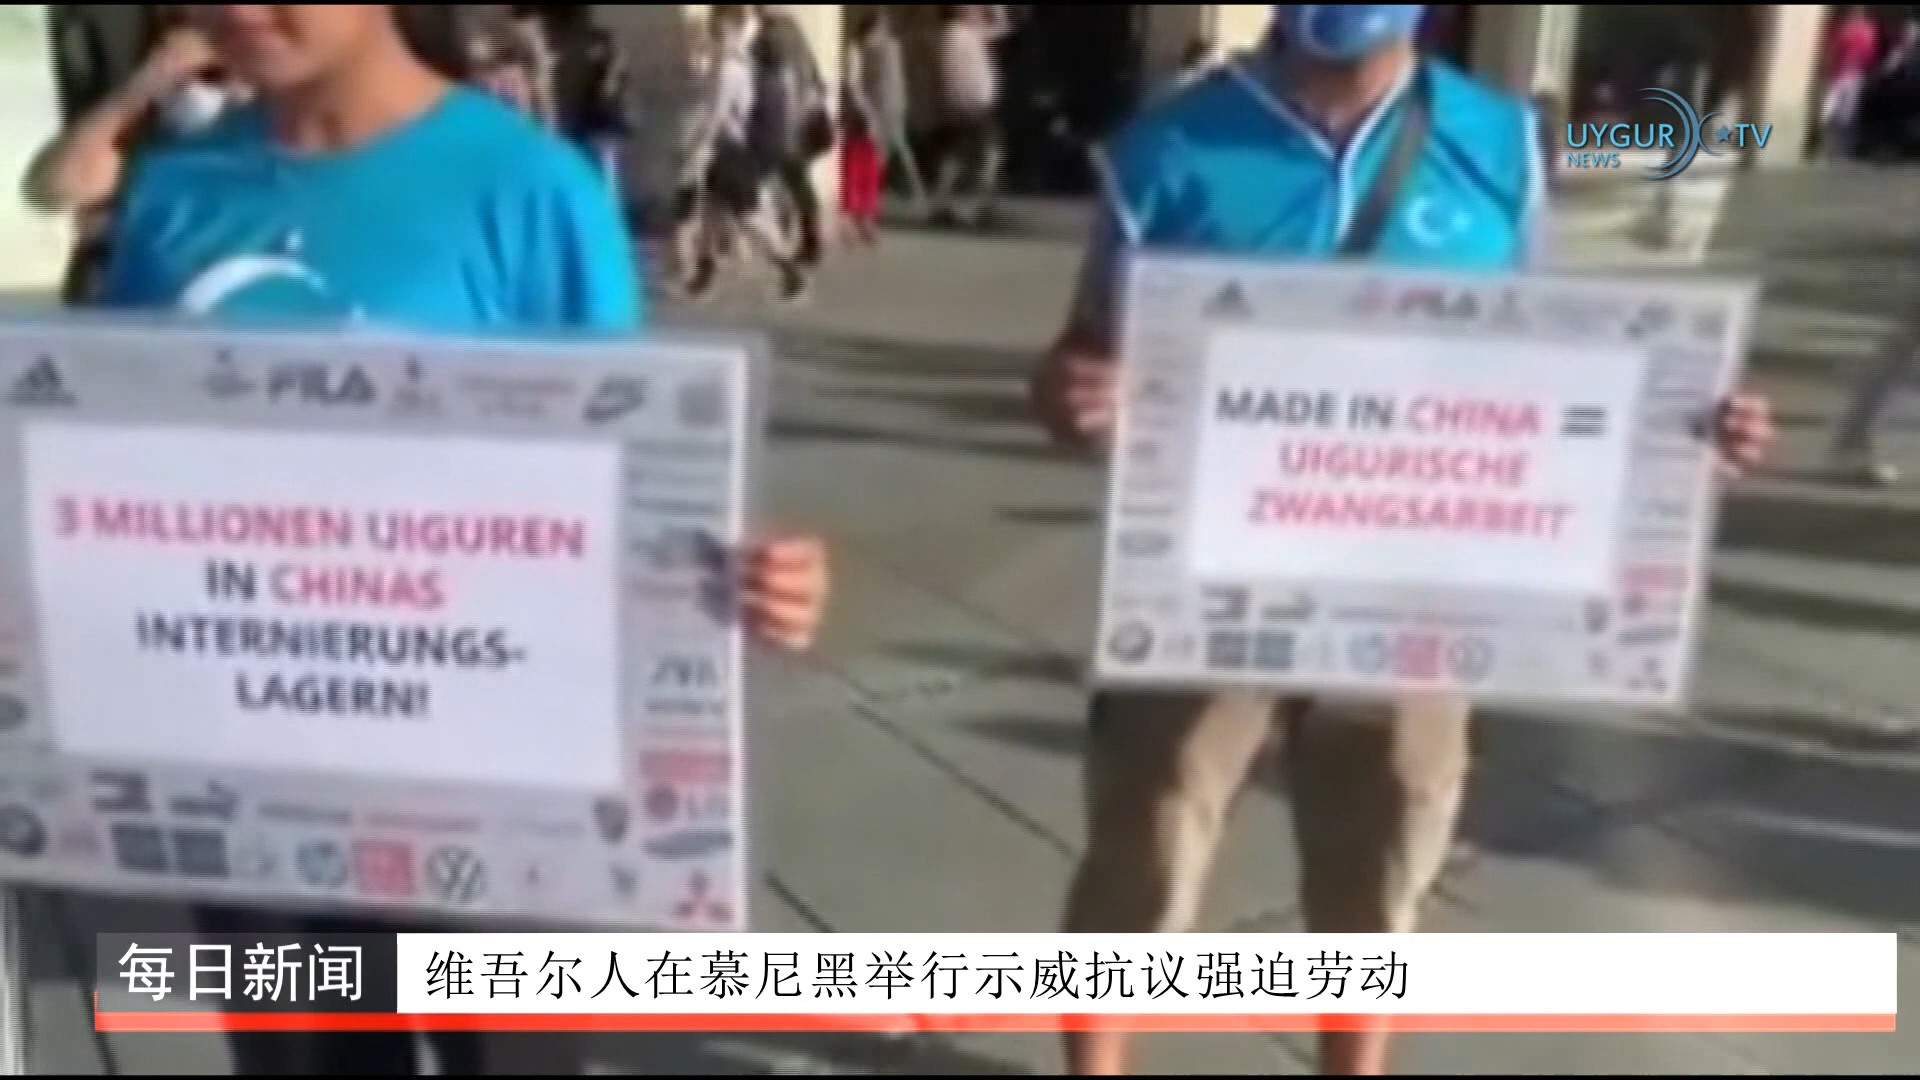 UYGUR TV
NEWS
FILA
3 MILLIONEN UIGUREN
IN CHINAS
INTERNIERUNGS-
LAGERN!
FILA
MADE IN CHINA =
UIGURISCHE
ZWANGSARBEIT
LG
每日新闻
维吾尔人在慕尼黑举行示威抗议强迫劳动